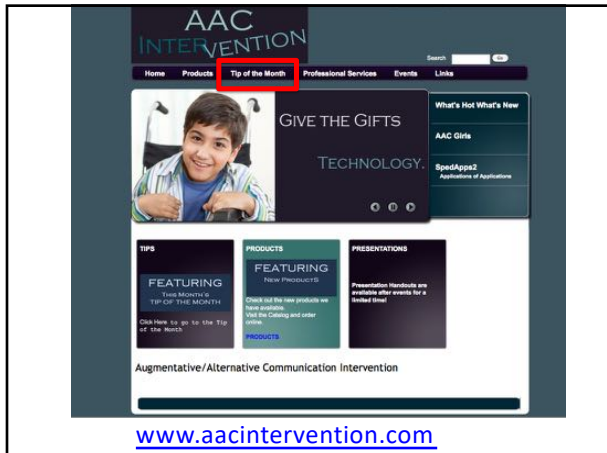 AAC
INTERVENTION
Search Go
Home Products Tip of the Month Professional Services Events Links
GIVE THE GIFTS
TECHNOLOGY.
What's Hot What's New
AAC Girls
SpedApps2
Applications of Applications
TIPS
FEATURING
THIS MONTH'S
TIP OF THE MONTH
Click Here to go to the Tip
of the Month
PRODUCTS
FEATURING
NEW PRODUCTS
Check out the new products we
have available.
Visit the Catalog and order
online.
PRODUCTS
PRESENTATIONS
Presentation Handouts are
available after events for a
limited time!
Augmentative/Alternative Communication Intervention
www.aacintervention.com